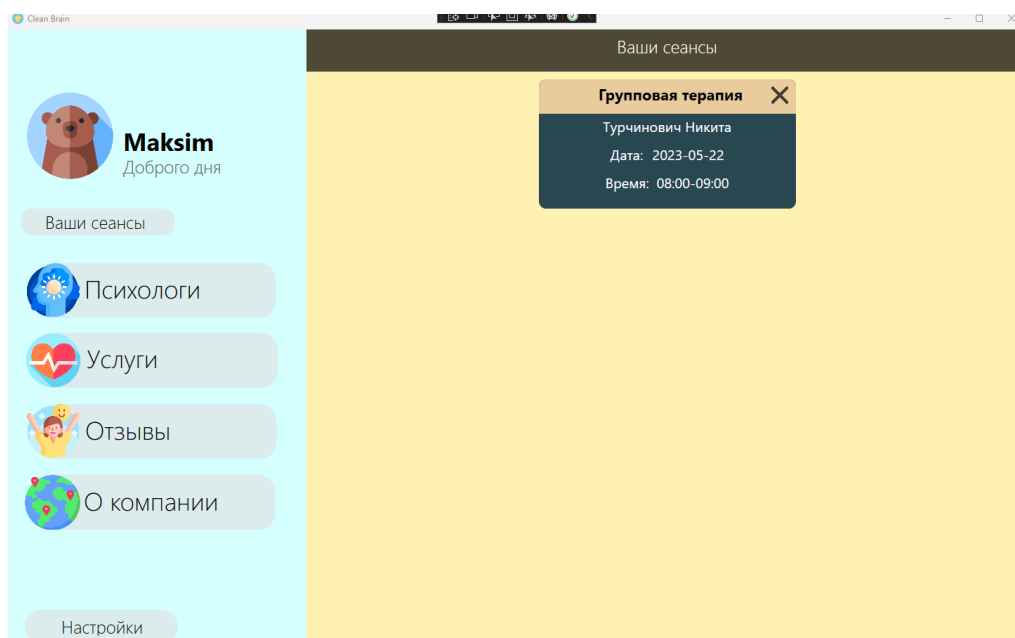 Clean Brain
Maksim
Доброго дня
Ваши сеансы
Психологи
Услуги
Отзывы
О компании
Настройки
Ваши сеансы
Групповая терапия
Турчинович Никита
Дата: 2023-05-22
Время: 08:00-09:00